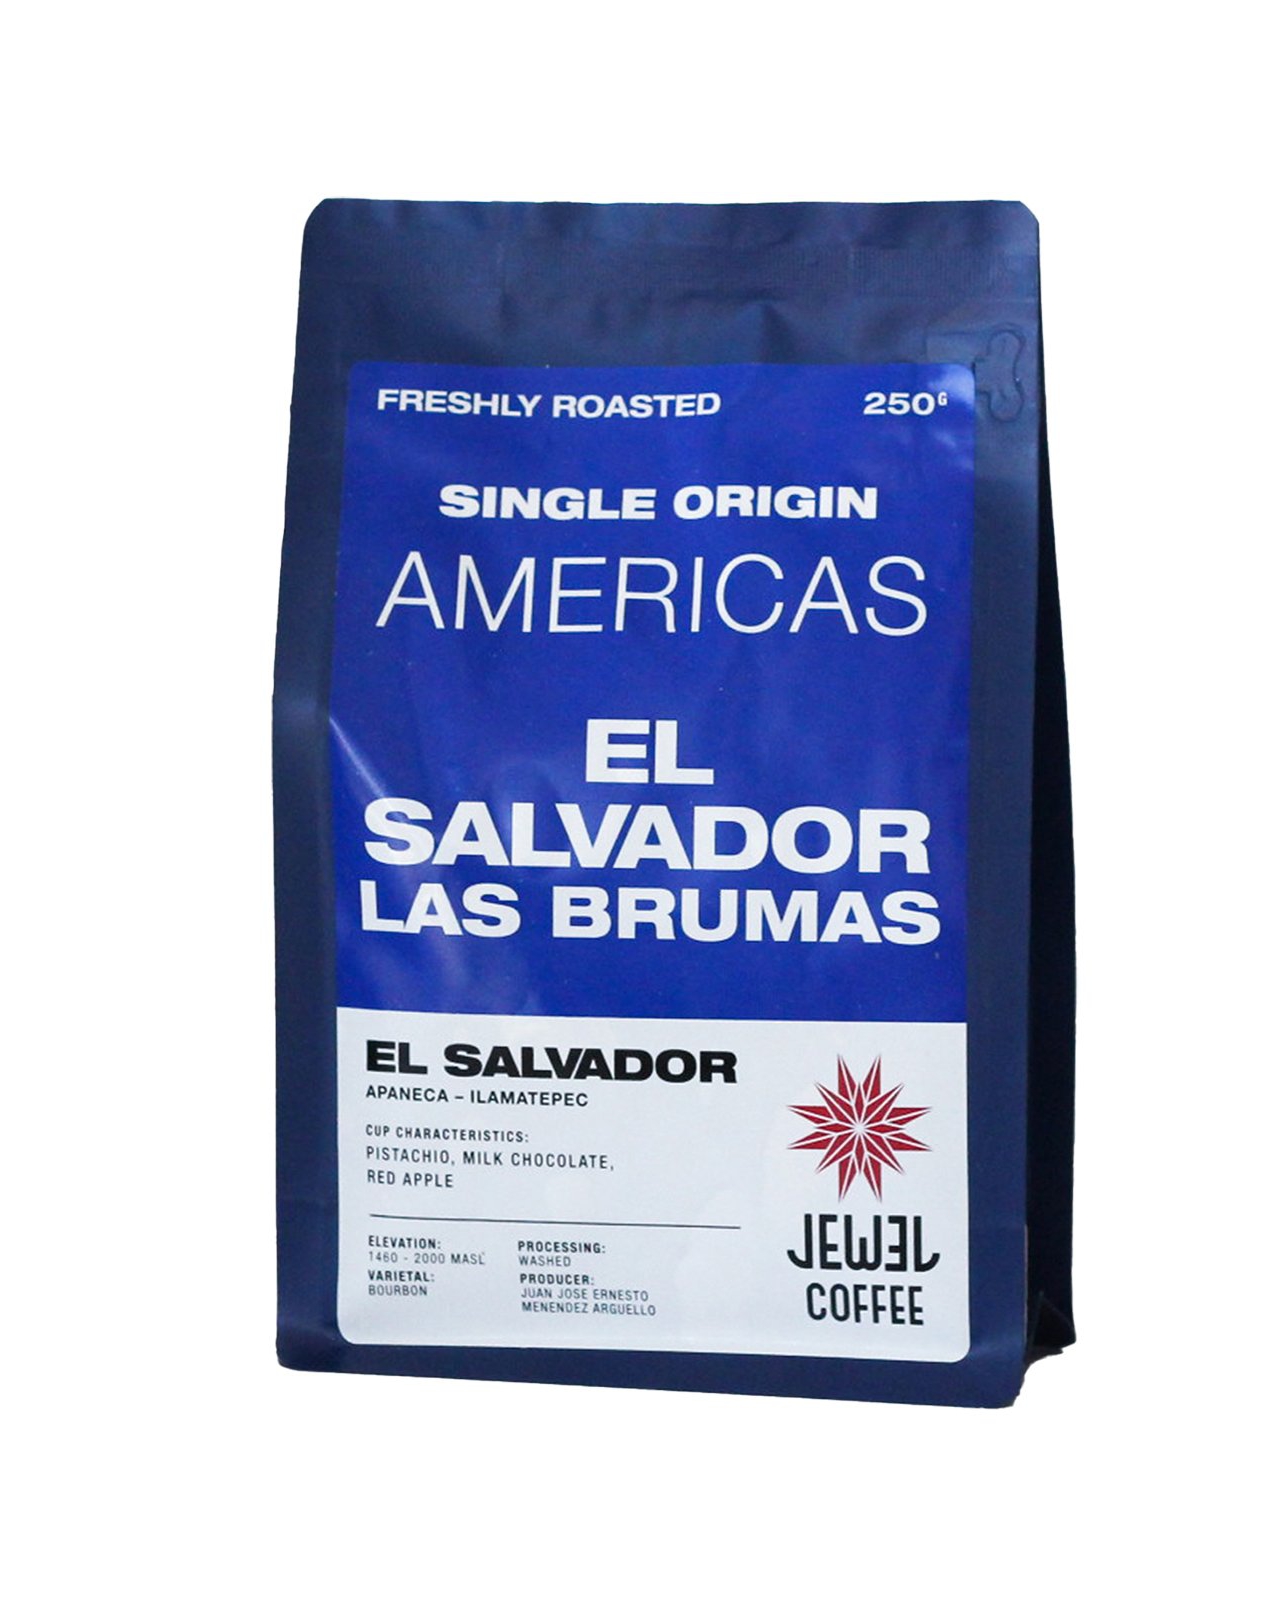 FRESHLY ROASTED 250G
SINGLE ORIGIN
AMERICAS
EL
SALVADOR
LAS BRUMAS
EL SALVADOR
APANECA – ILAMATEPEC
CUP CHARACTERISTICS:
PISTACHIO, MILK CHOCOLATE,
RED APPLE
ELEVATION:
1460 - 2000 MASL
VARIETAL:
BOURBON
PROCESSING:
WASHED
PRODUCER:
JUAN JOSE ERNESTO
MENENDEZ ARGUELLO
JEWEL
COFFEE